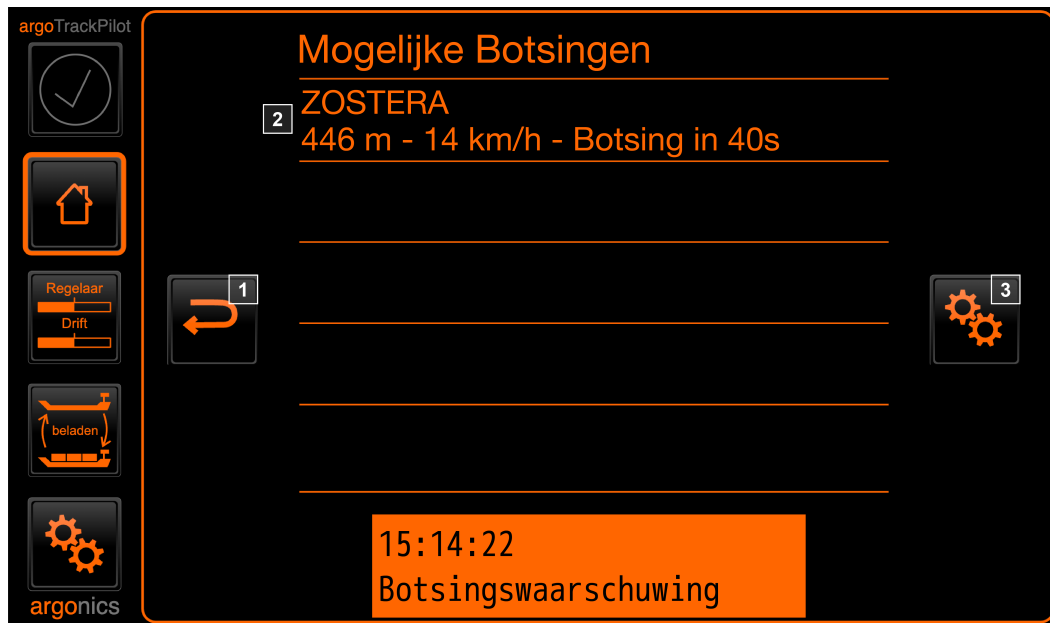 argoTrackPilot
Regelaar
Drift
beladen
argonics
Mogelijke Botsingen
2
ZOSTERA
446 m - 14 km/h - Botsing in 40s
1
3
15:14:22
Botsingswaarschuwing